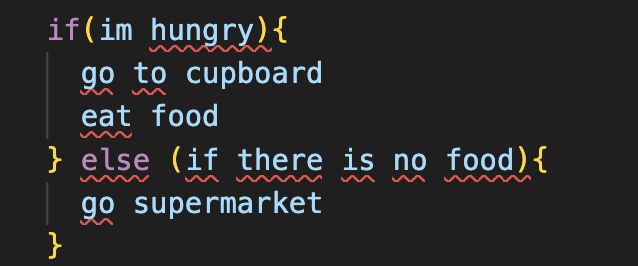 if(im hungry){
go to cupboard
eat food
} else (if there is no food){
go supermarket
}